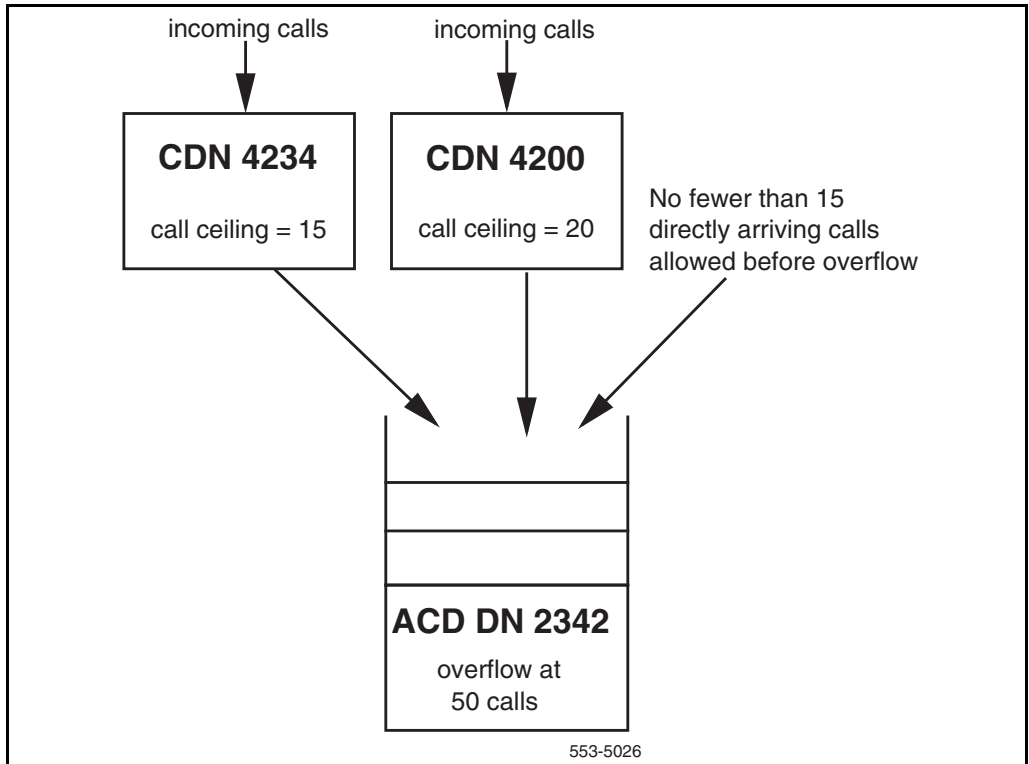 incoming calls
incoming calls
CDN 4234
call ceiling = 15
CDN 4200
call ceiling = 20
No fewer than 15
directly arriving calls
allowed before overflow
ACD DN 2342
overflow at
50 calls
553-5026